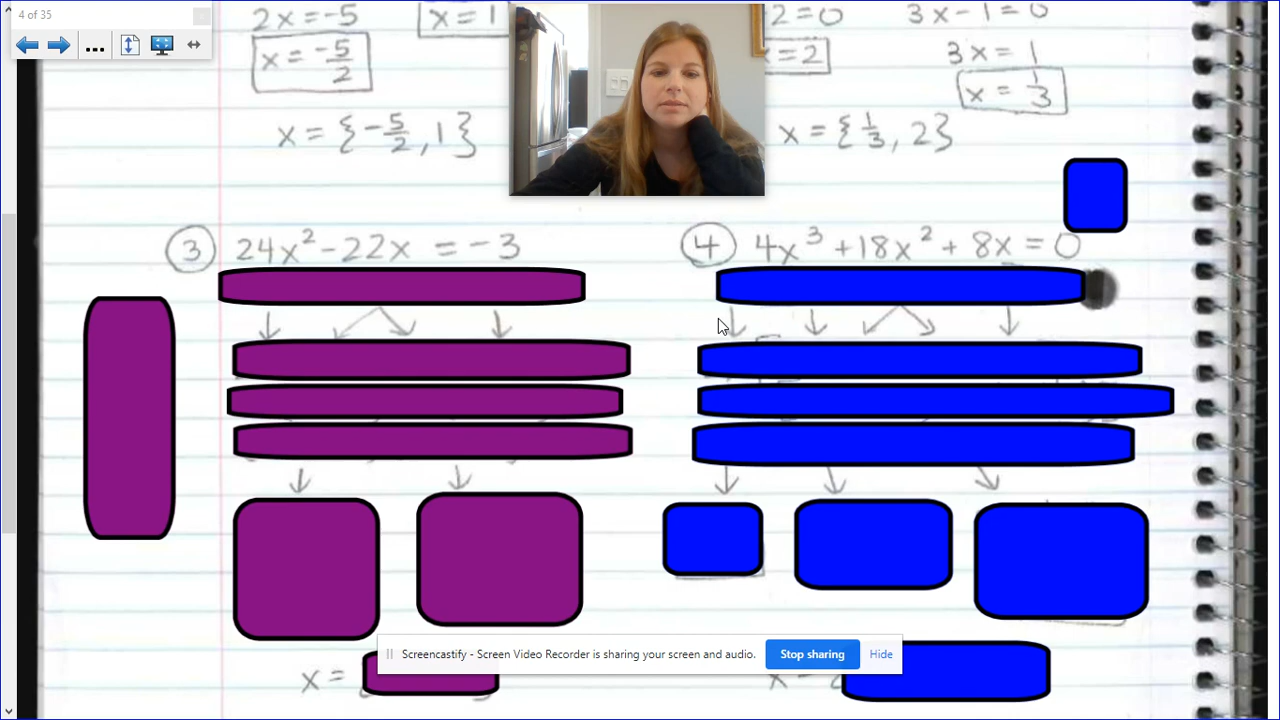 4 of 35
2x = -5
x = -5/2
x = 1
x = {-5/2, 1}
2 = 0
x = 2
3x - 1 = 0
3x = 1
x = 1/3
x = {1/3, 2}
3 24x² - 22x = -3
4 4x³ + 18x² + 8x = 0
Screencastify - Screen Video Recorder is sharing your screen and audio.
Stop sharing
Hide
x =